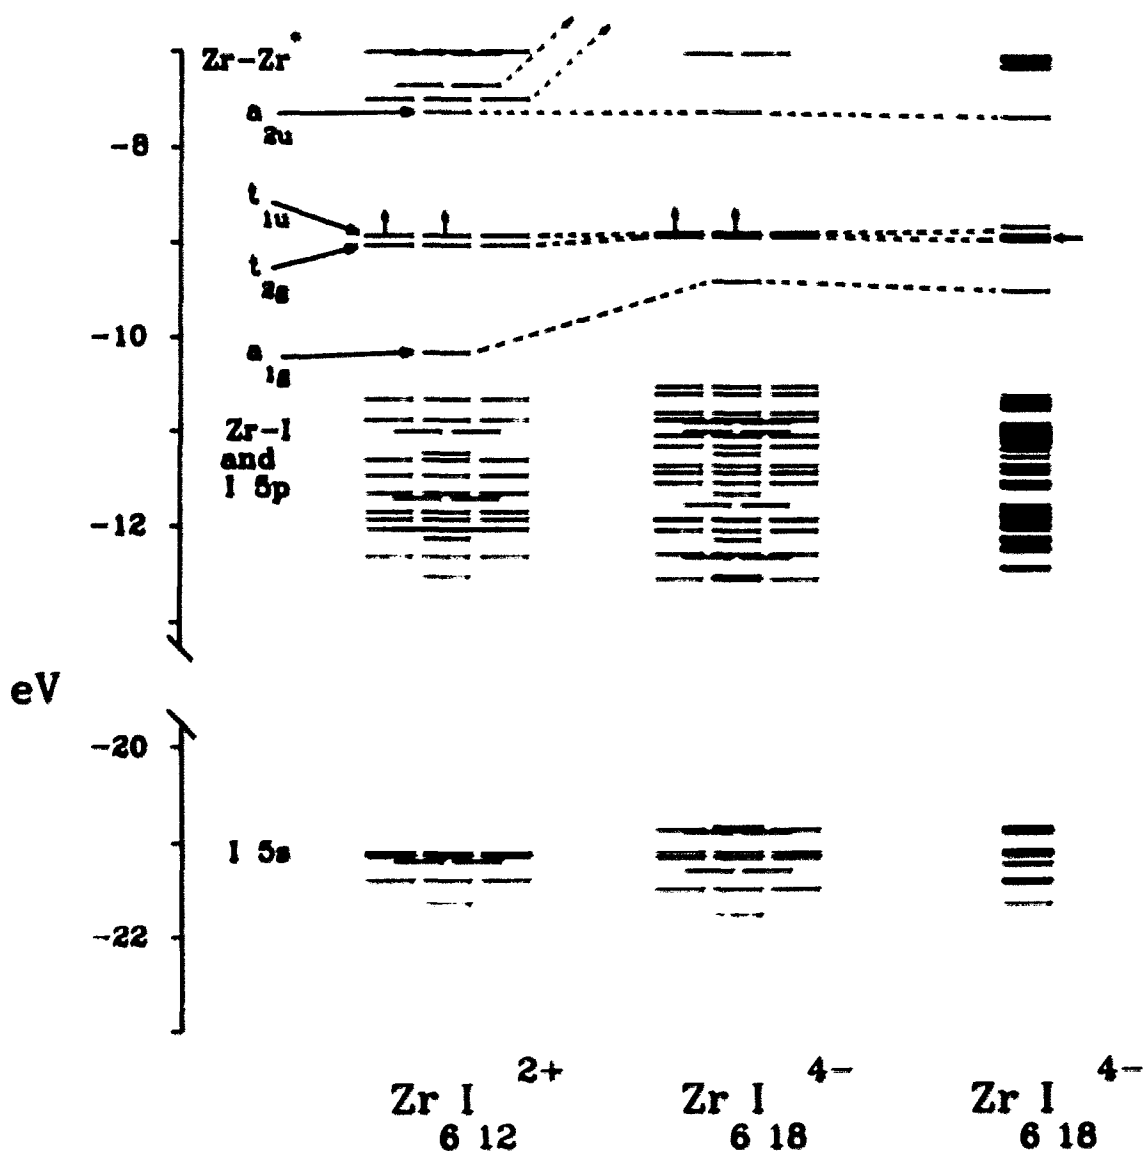 Zr-Zr*
a2u
-8
t1u
t2g
-10
a1g
Zr-I
and
I 5p
-12
eV
-20
I 5s
-22
Zr6I12 2+
Zr6I18 4-
Zr6I18 4-